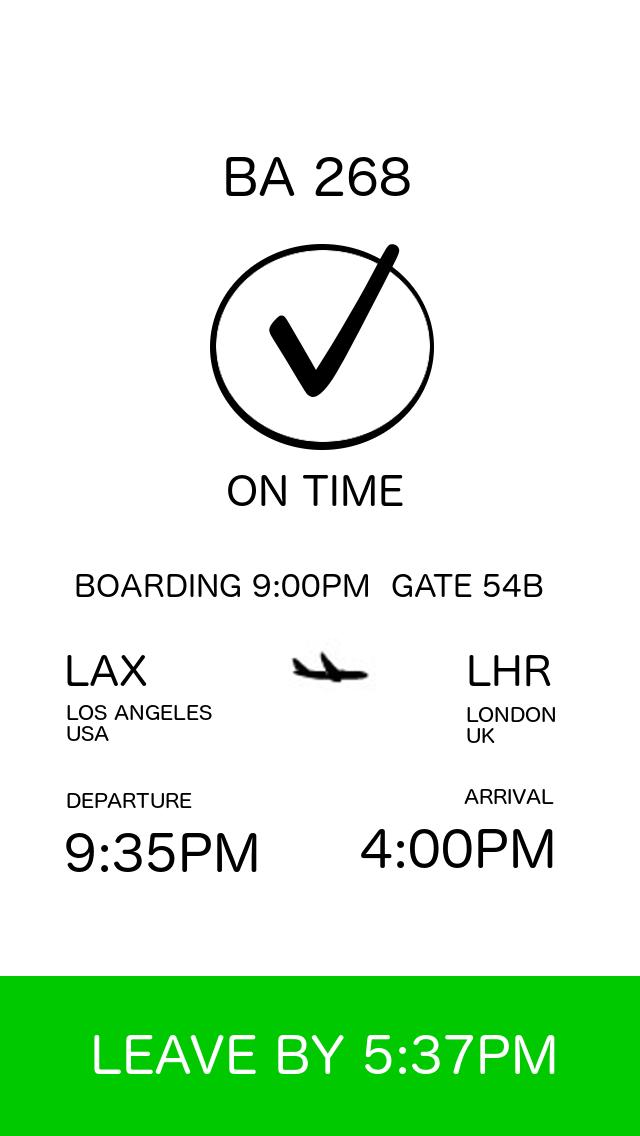 BA 268
ON TIME
BOARDING 9:00PM GATE 54B
LAX
LHR
LOS ANGELES
USA
LONDON
UK
DEPARTURE
ARRIVAL
9:35PM
4:00PM
LEAVE BY 5:37PM